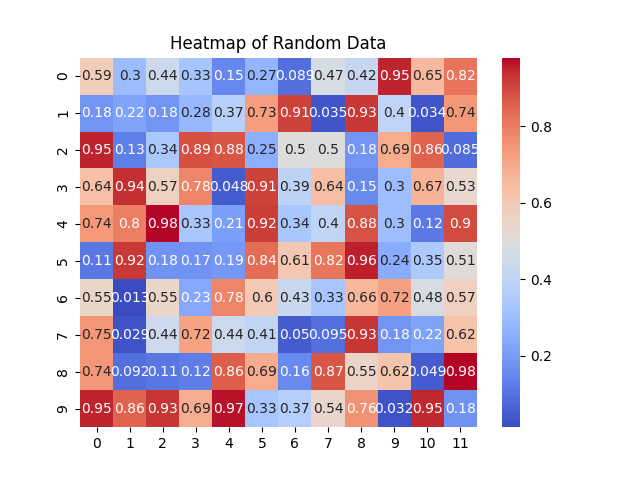 Heatmap of Random Data
0 0.59 0.3 0.44 0.33 0.15 0.27 0.089 0.47 0.42 0.95 0.65 0.82
1 0.18 0.22 0.18 0.28 0.37 0.73 0.91 0.035 0.93 0.4 0.034 0.74
0.8
2 0.95 0.13 0.34 0.89 0.88 0.25 0.5 0.5 0.18 0.69 0.86 0.085
3 0.64 0.94 0.57 0.78 0.048 0.91 0.39 0.64 0.15 0.3 0.67 0.53
0.6
4 0.74 0.8 0.98 0.33 0.21 0.92 0.34 0.4 0.88 0.3 0.12 0.9
5 0.11 0.92 0.18 0.17 0.19 0.84 0.61 0.82 0.96 0.24 0.35 0.51
0.4
6 0.55 0.013 0.55 0.23 0.78 0.6 0.43 0.33 0.66 0.72 0.48 0.57
7 0.75 0.029 0.44 0.72 0.44 0.41 0.095 0.93 0.18 0.22 0.62
0.2
8 0.74 0.092 0.11 0.12 0.86 0.69 0.16 0.87 0.55 0.62 0.049 0.98
9 0.95 0.86 0.93 0.69 0.97 0.33 0.37 0.54 0.76 0.032 0.95 0.18
0 1 2 3 4 5 6 7 8 9 10 11